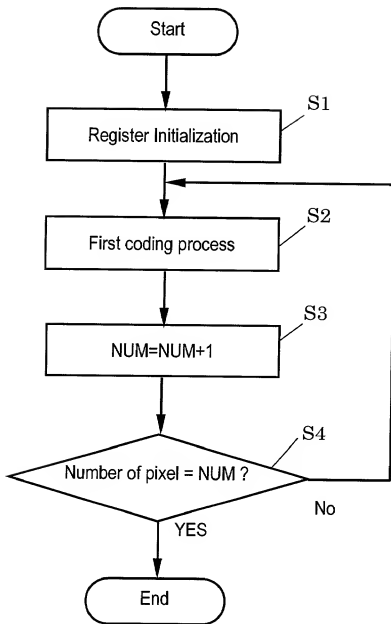 Start
S1
Register Initialization
S2
First coding process
S3
NUM=NUM+1
S4
Number of pixel = NUM ?
No
YES
End